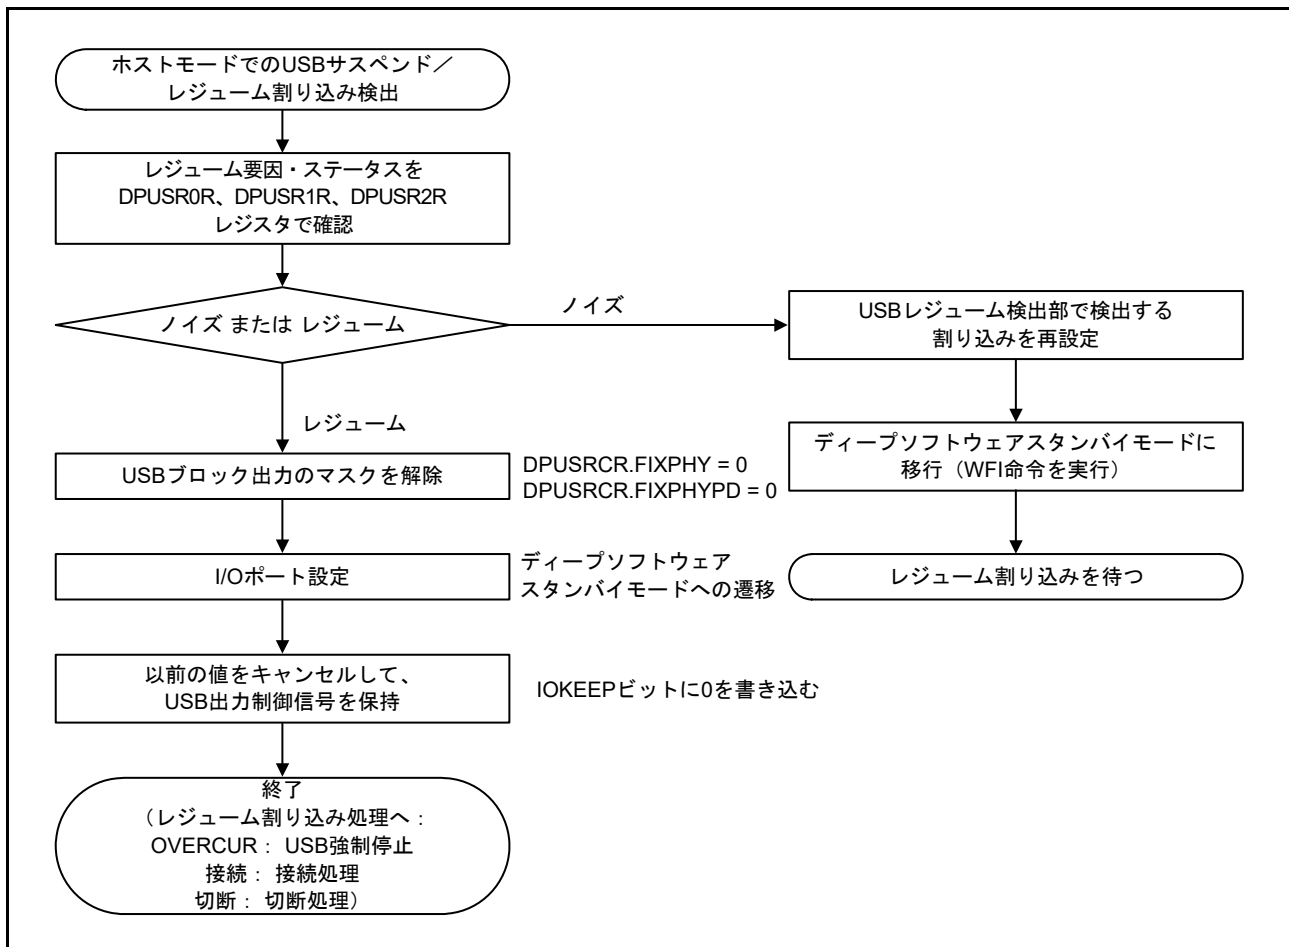 ホストモードでのUSBサスペンド／
レジューム割り込み検出
レジューム要因・ステータスを
DPUSR0R、DPUSR1R、DPUSR2R
レジスタで確認
ノイズ または レジューム
ノイズ
USBレジューム検出部で検出する
割り込みを再設定
レジューム
ディープソフトウェアスタンバイモードに
移行（WFI命令を実行）
USBブロック出力のマスクを解除
DPUSRCR.FIXPHY = 0
DPUSRCR.FIXPHYPD = 0
レジューム割り込みを待つ
I/Oポート設定
ディープソフトウェア
スタンバイモードへの遷移
以前の値をキャンセルして、
USB出力制御信号を保持
IOKEEPビットに0を書き込む
終了
（レジューム割り込み処理へ：
OVERCUR： USB強制停止
接続： 接続処理
切断： 切断処理）